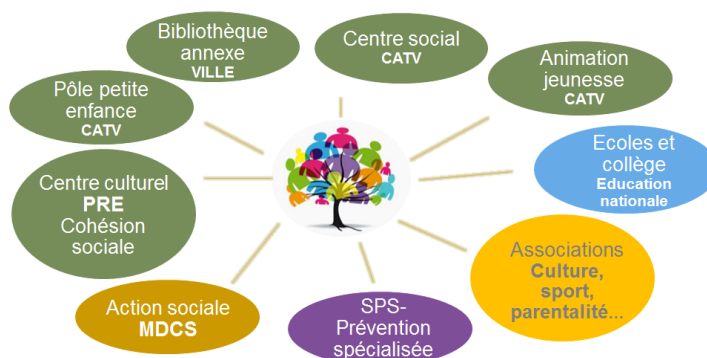 Bibliothèque
annexe
VILLE
Centre social
CATV
Animation
jeunesse
CATV
Pôle petite
enfance
CATV
Ecoles et
collège
Education
nationale
Centre culturel
PRE
Cohésion
sociale
Associations
Culture,
sport,
parentalité...
Action sociale
MDCS
SPS-
Prévention
spécialisée